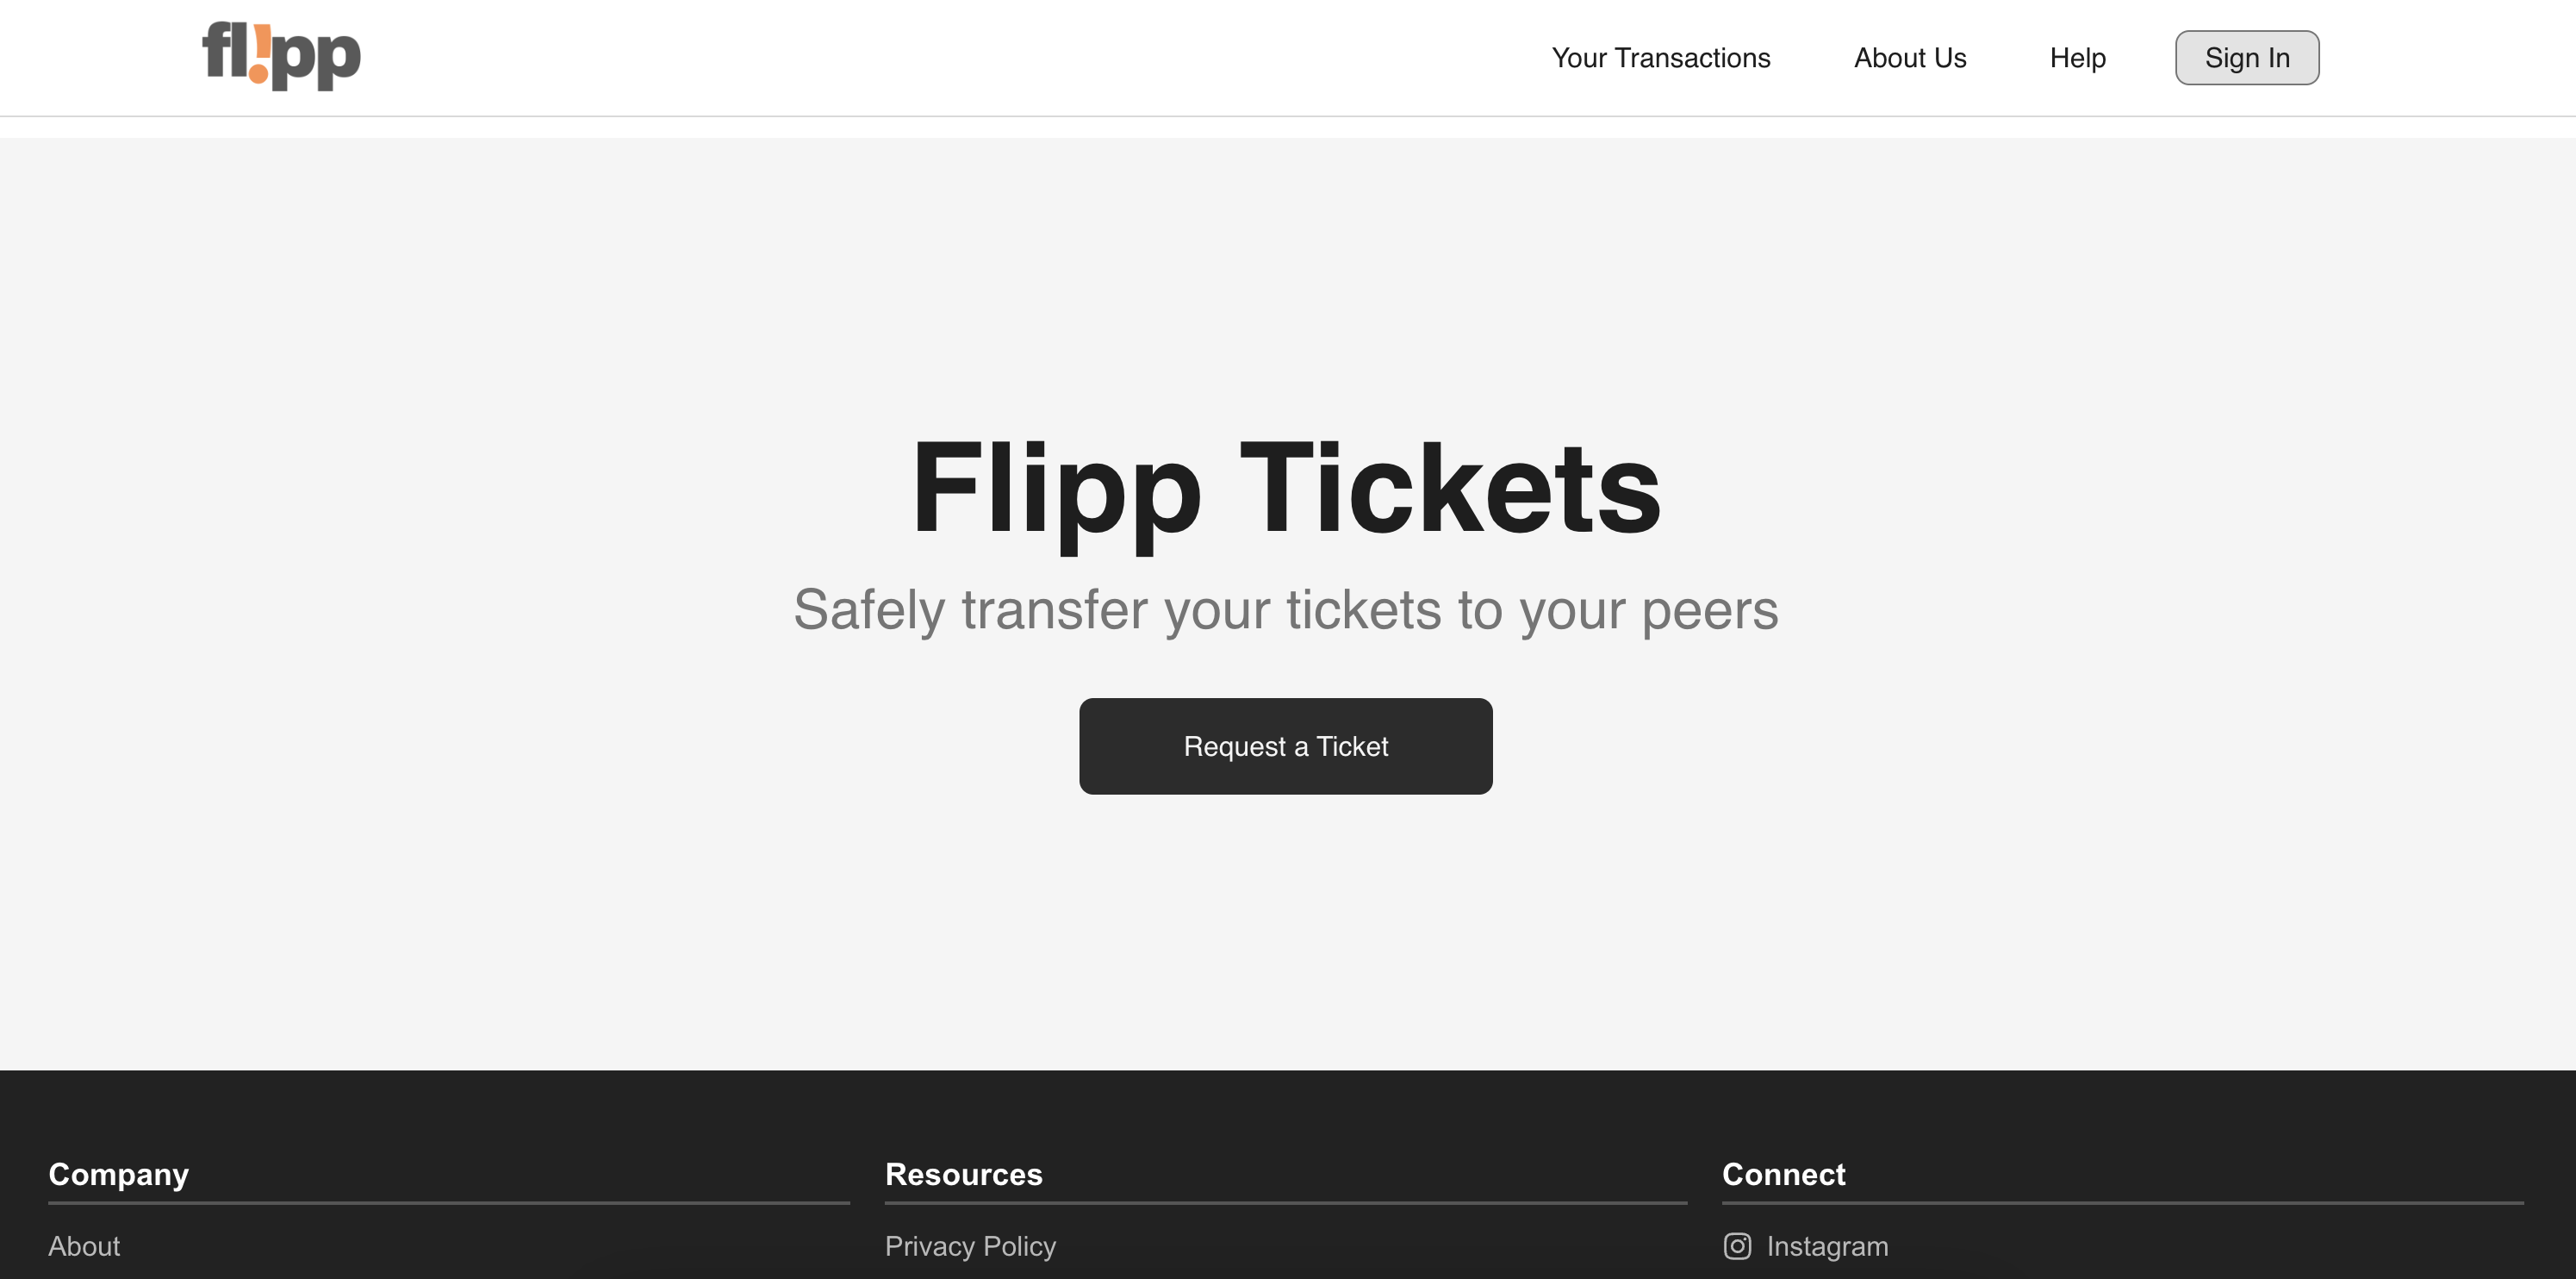 fl!pp
Your Transactions
About Us
Help
Sign In
Flipp Tickets
Safely transfer your tickets to your peers
Request a Ticket
Company
About
Resources
Privacy Policy
Connect
Instagram